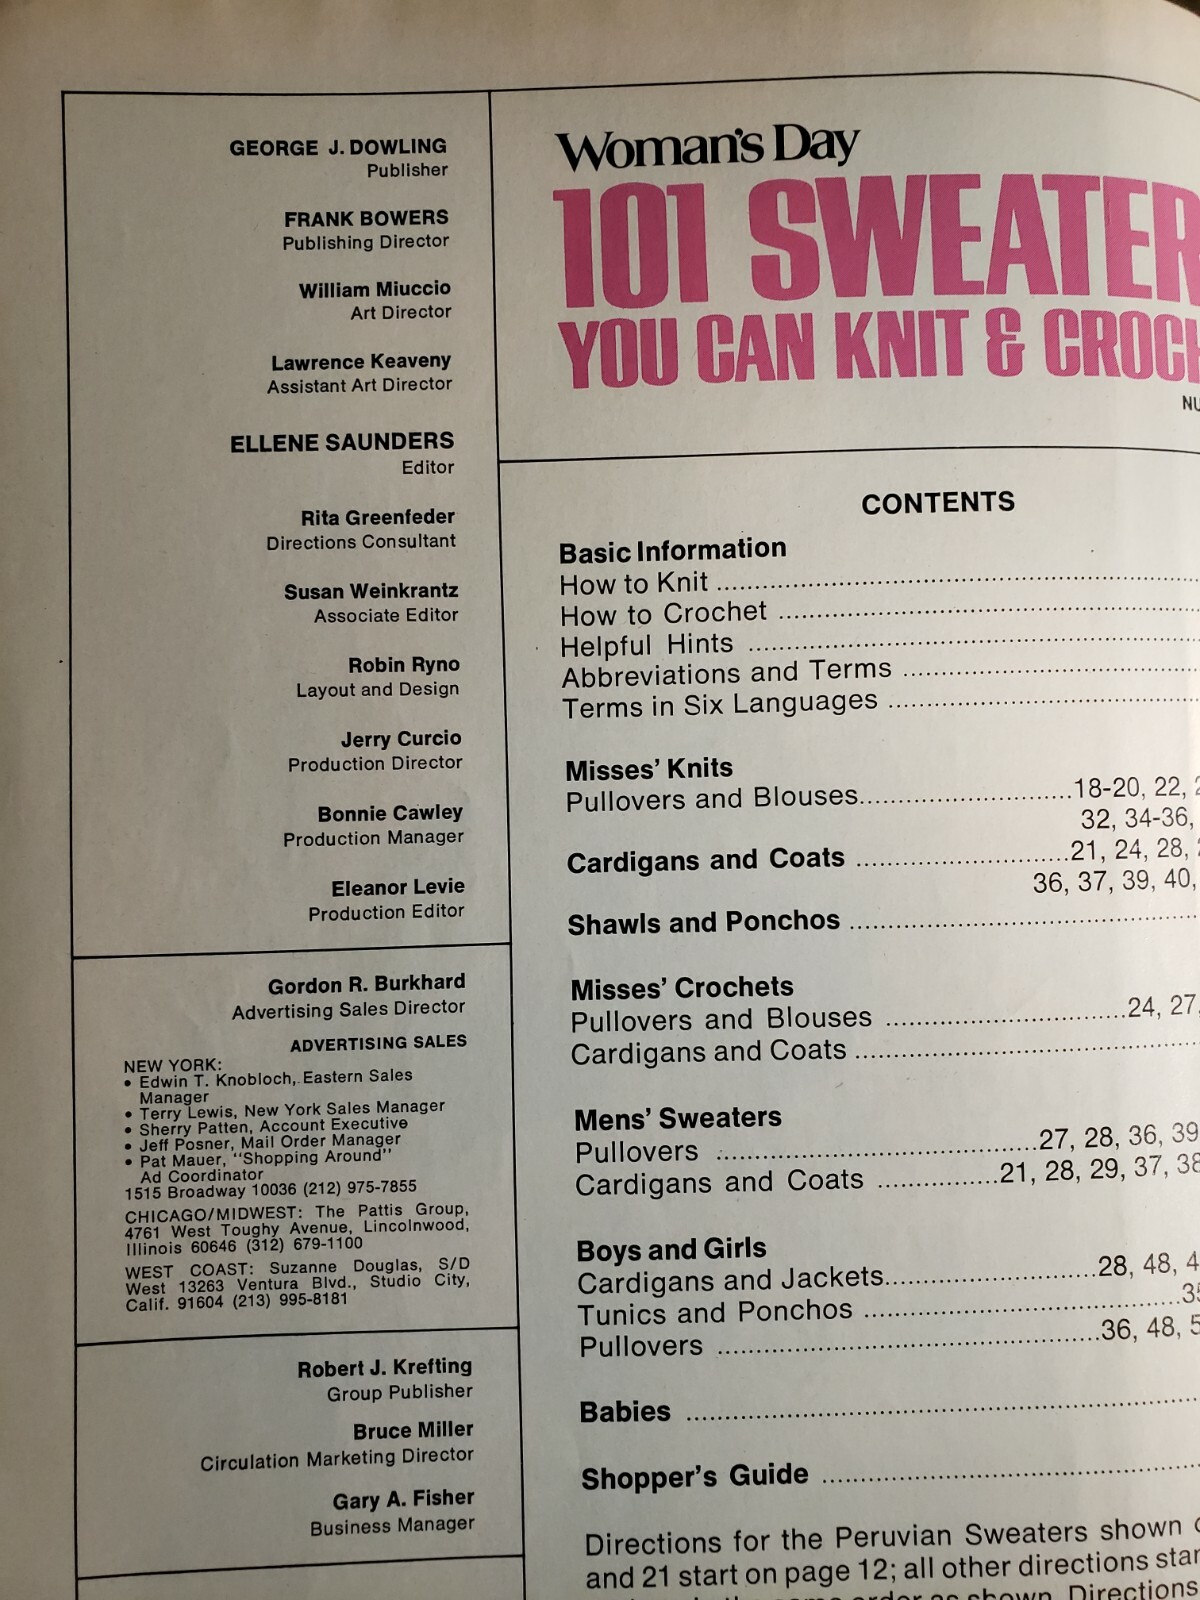 GEORGE J. DOWLING
Publisher
FRANK BOWERS
Publishing Director
William Miuccio
Art Director
Lawrence Keaveny
Assistant Art Director
ELLENE SAUNDERS
Editor
Rita Greenfeder
Directions Consultant
Susan Weinkrantz
Associate Editor
Robin Ryno
Layout and Design
Jerry Curcio
Production Director
Bonnie Cawley
Production Manager
Eleanor Levie
Production Editor
Gordon R. Burkhard
Advertising Sales Director
ADVERTISING SALES
NEW YORK:
• Edwin T. Knobloch, Eastern Sales
Manager
• Terry Lewis, New York Sales Manager
• Sherry Patten, Account Executive
• Jeff Posner, Mail Order Manager
• Pat Mauer, "Shopping Around"
Ad Coordinator
1515 Broadway 10036 (212) 975-7855
CHICAGO/MIDWEST: The Pattis Group,
4761 West Toughy Avenue, Lincolnwood,
Illinois 60646 (312) 679-1100
WEST COAST: Suzanne Douglas, S/D
West 13263 Ventura Blvd., Studio City,
Calif. 91604 (213) 995-8181
Robert J. Krefting
Group Publisher
Bruce Miller
Circulation Marketing Director
Gary A. Fisher
Business Manager
Woman's Day
101 SWEATER
YOU CAN KNIT & CROCH
NU
CONTENTS
Basic Information
How to Knit
How to Crochet
Helpful Hints
Abbreviations and Terms
Terms in Six Languages
Misses' Knits
Pullovers and Blouses 18-20, 22,
32, 34-36,
Cardigans and Coats 21, 24, 28,
36, 37, 39, 40,
Shawls and Ponchos
Misses' Crochets
Pullovers and Blouses 24, 27,
Cardigans and Coats
Mens' Sweaters
Pullovers 27, 28, 36, 39
Cardigans and Coats 21, 28, 29, 37, 38
Boys and Girls
Cardigans and Jackets 28, 48, 4
Tunics and Ponchos 35
Pullovers 36, 48, 5
Babies
Shopper's Guide
Directions for the Peruvian Sweaters shown
and 21 start on page 12; all other directions star
order as shown. Directions